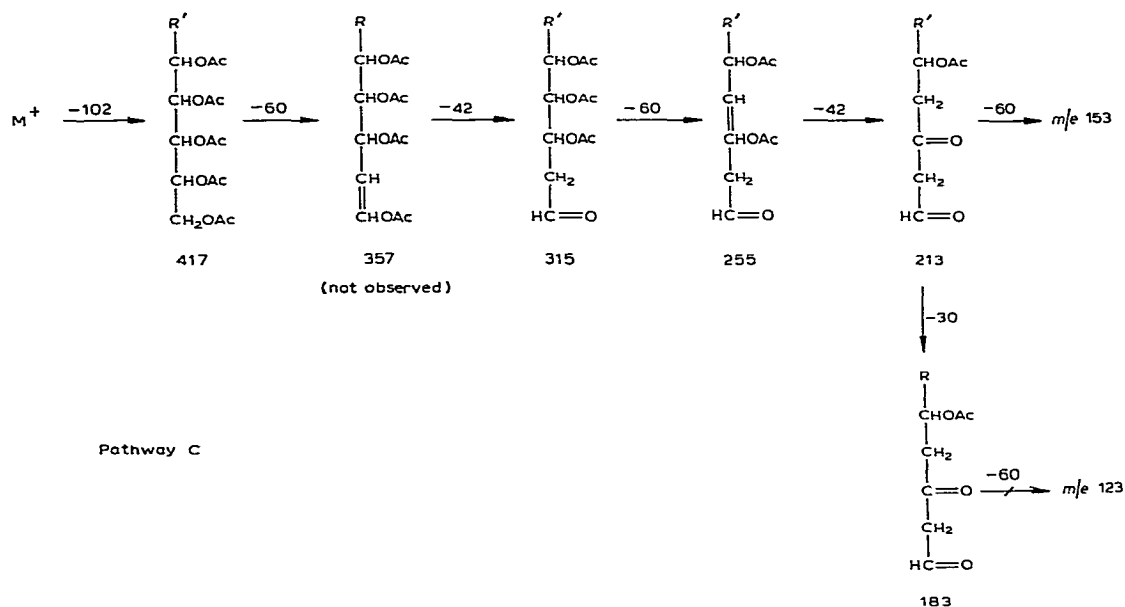 R' R R' R' R'
CHOAc CHOAc CHOAc CHOAc CHOAc
CHOAc CHOAc CHOAc CH CH₂
M⁺ −102 −60 −42 −60 −42 −60 m/e 153
CHOAc CHOAc CHOAc CHOAc C=O
CHOAc CH CH₂ CH₂ CH₂
CH₂OAc CHOAc HC=O HC=O HC=O
417 357 315 255 213
(not observed)
−30
R
CHOAc
Pathway C
CH₂
C=O −60 m/e 123
CH₂
HC=O
183